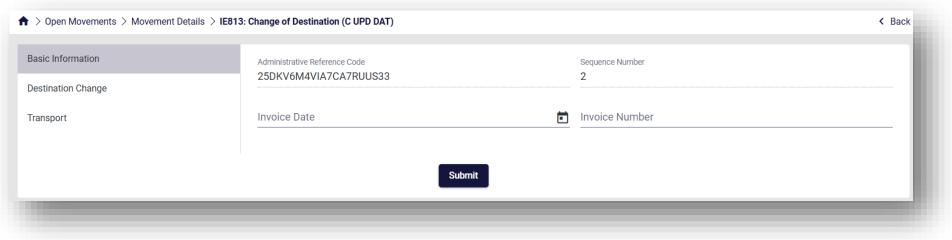 > Open Movements > Movement Details > IE813: Change of Destination (C UPD DAT)
< Back
Basic Information
Destination Change
Transport
Administrative Reference Code
25DKV6M4VIA7CA7RUUS33
Sequence Number
2
Invoice Date
Invoice Number
Submit